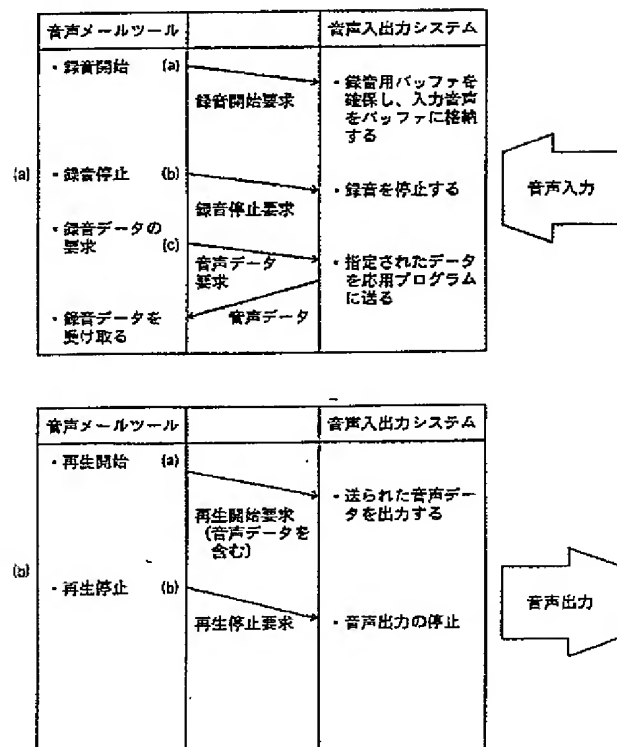 音声メールツール
音声入出力システム
・録音開始 (a)
録音開始要求
・録音用バッファを
確保し、入力音声
をバッファに格納
する
(a)
・録音停止 (b)
録音停止要求
・録音を停止する
音声入力
・録音データの
要求 (c)
音声データ
要求
・指定されたデータ
を応用プログラム
に送る
・録音データを
受け取る
音声データ
音声メールツール
音声入出力システム
・再生開始 (a)
再生開始要求
(音声データを
含む)
・送られた音声デー
タを出力する
(b)
・再生停止 (b)
再生停止要求
・音声出力の停止
音声出力